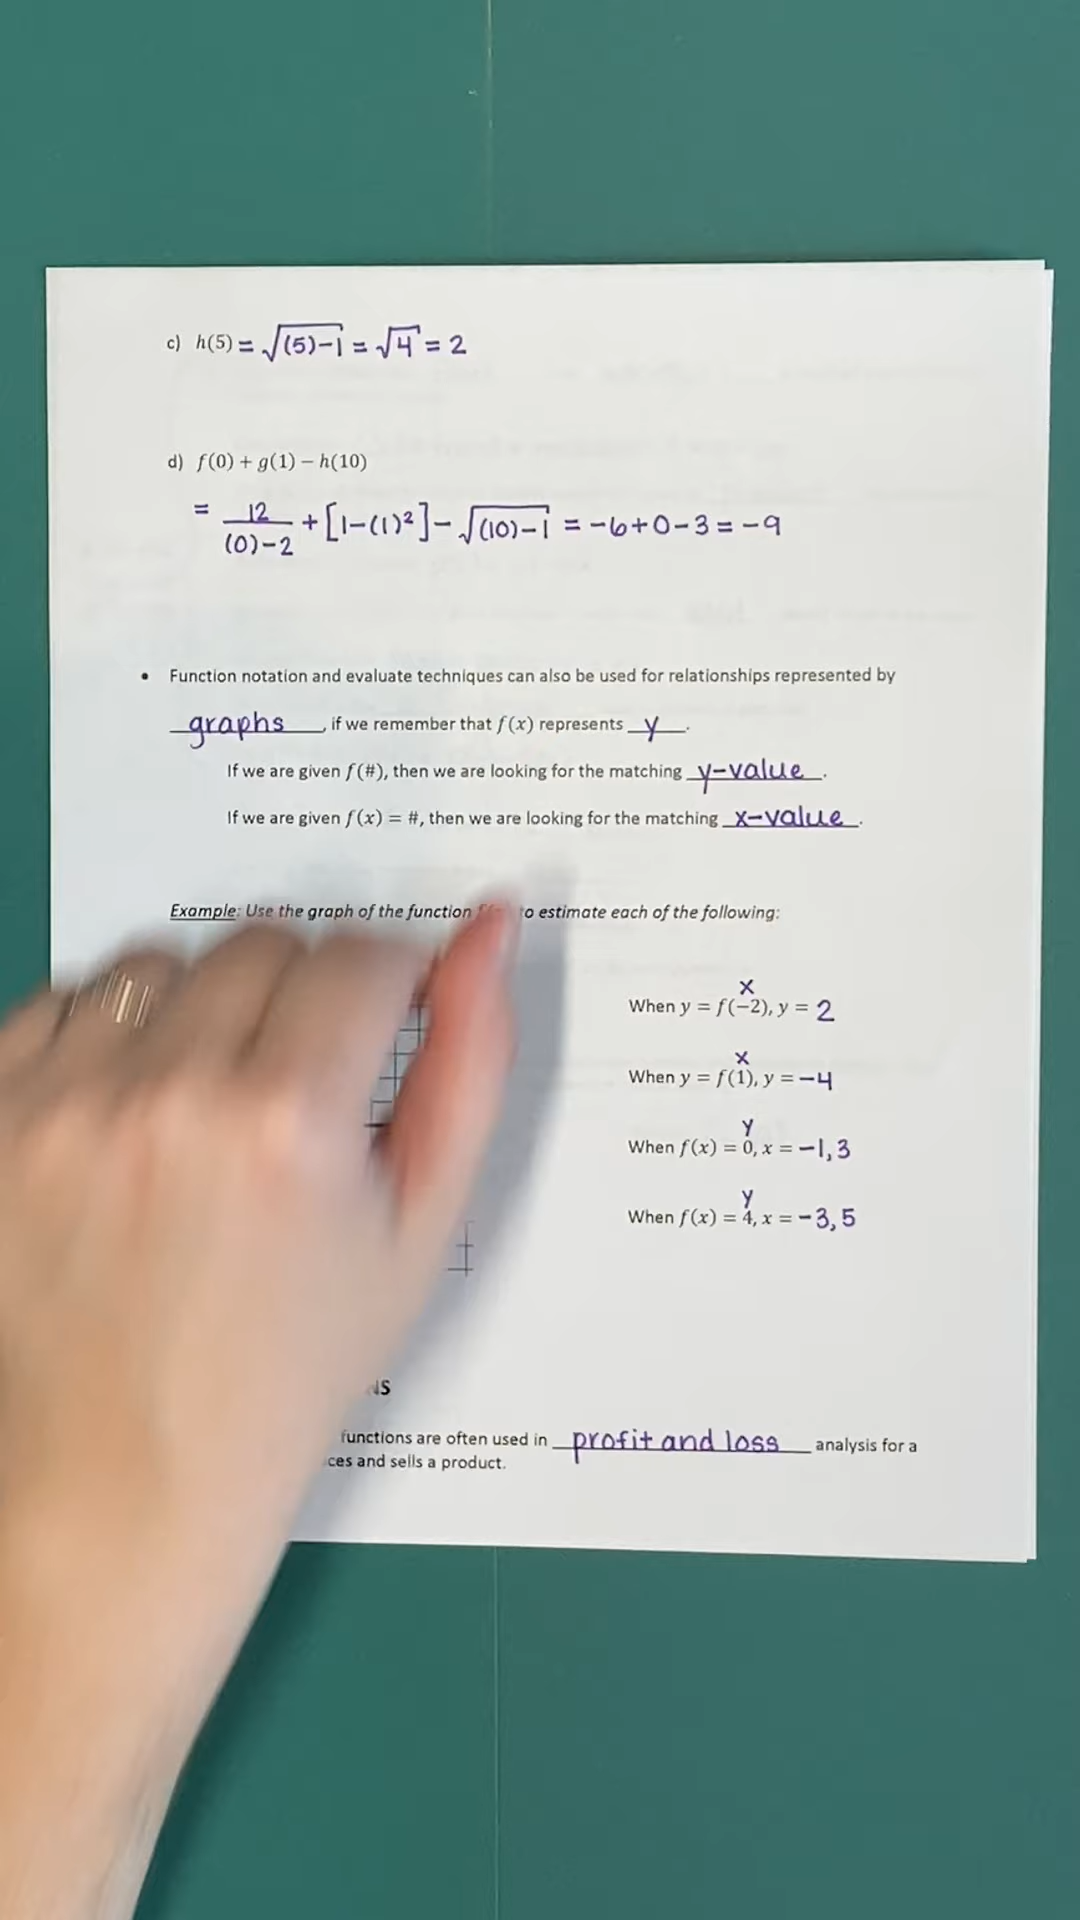 c) h(5) = √(5)-1 = √4 = 2
d) f(0) + g(1) − h(10)
= 12/(0)-2 + [1-(1)²] - √(10)-1 = -6+0-3 = -9
• Function notation and evaluate techniques can also be used for relationships represented by
graphs, if we remember that f(x) represents y.
If we are given f(#), then we are looking for the matching y-value.
If we are given f(x) = #, then we are looking for the matching x-value.
Example: Use the graph of the function to estimate each of the following:
x
When y = f(−2), y = 2
x
When y = f(1), y = -4
y
When f(x) = 0, x = -1, 3
y
When f(x) = 4, x = -3, 5
NS
functions are often used in profit and loss analysis for a
ces and sells a product.